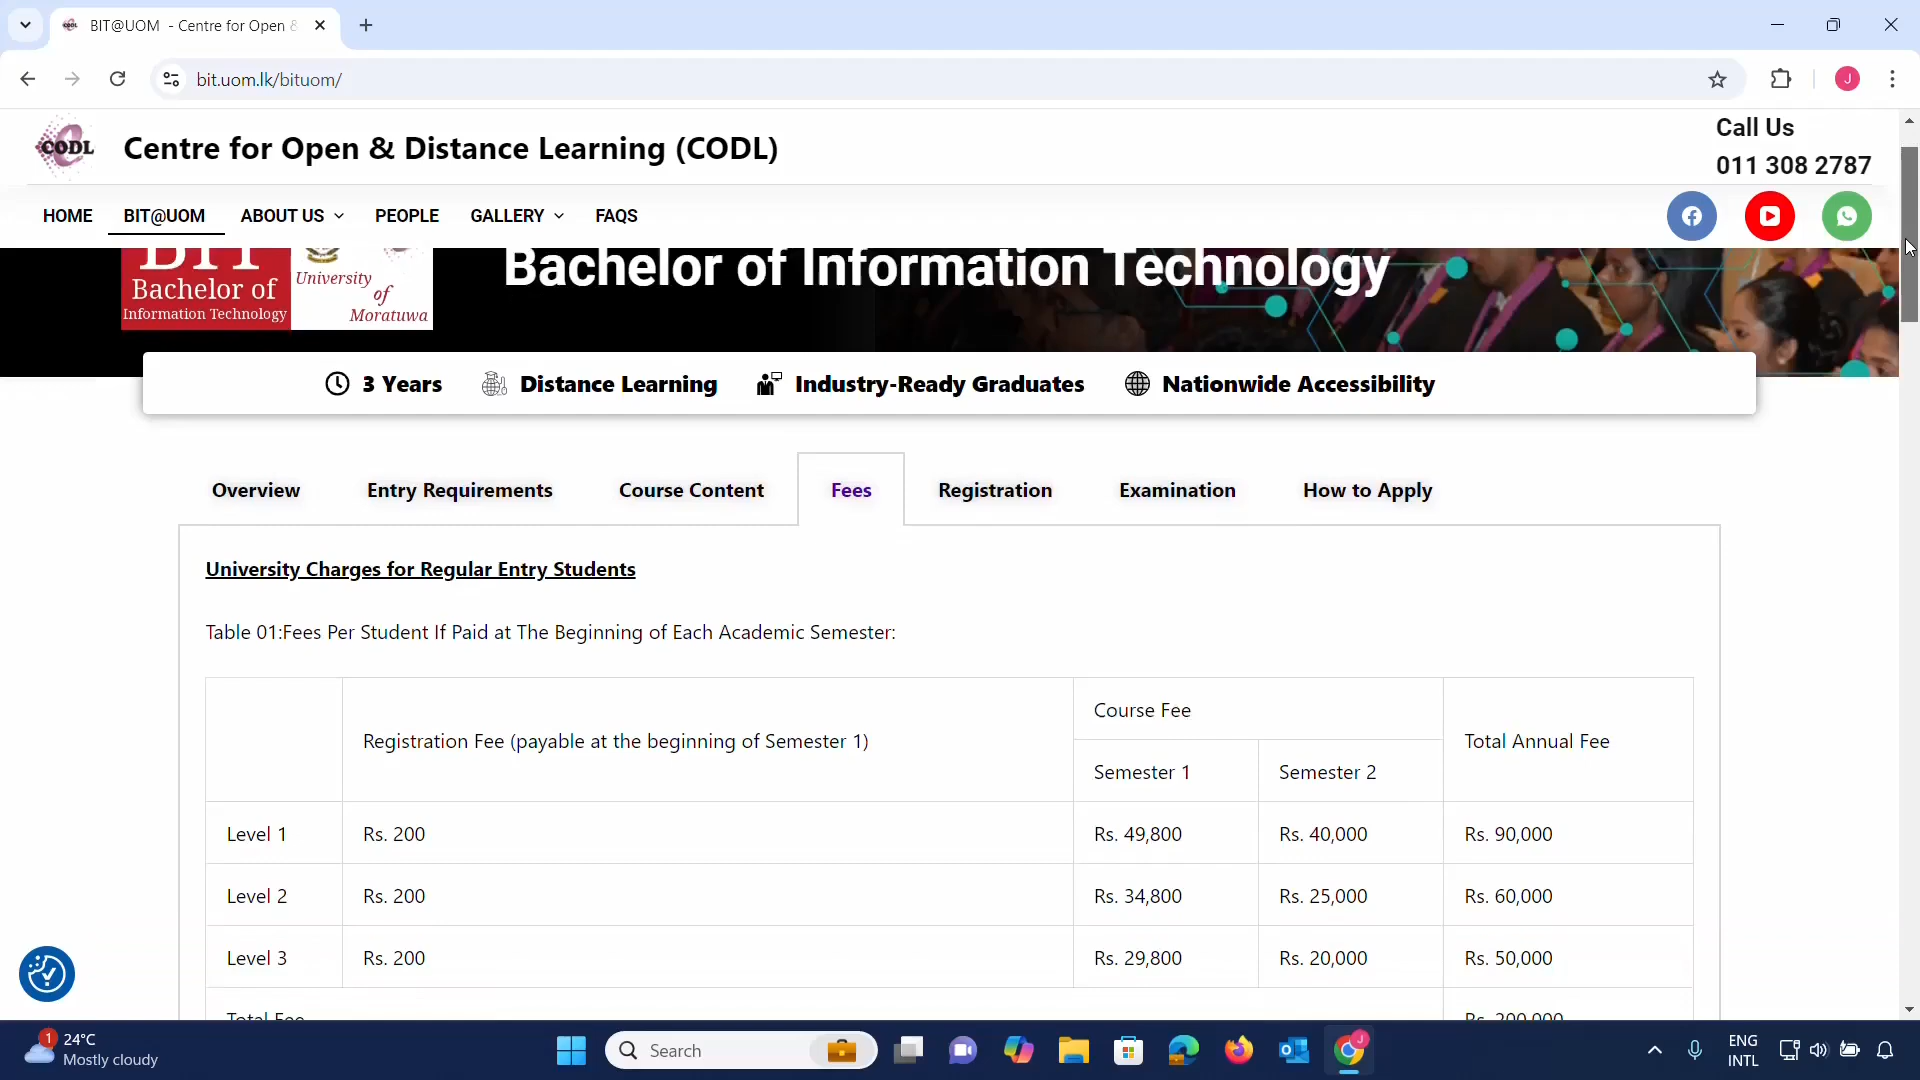 BIT@UOM - Centre for Open &
bit.uom.lk/bituom/
J
CODL
Centre for Open & Distance Learning (CODL)
Call Us
011 308 2787
HOME
BIT@UOM
ABOUT US
PEOPLE
GALLERY
FAQS
Bachelor of
Information Technology
University
of
Moratuwa
Bachelor of Information Technology
3 Years
Distance Learning
Industry-Ready Graduates
Nationwide Accessibility
Overview
Entry Requirements
Course Content
Fees
Registration
Examination
How to Apply
University Charges for Regular Entry Students
Table 01:Fees Per Student If Paid at The Beginning of Each Academic Semester:
Registration Fee (payable at the beginning of Semester 1)
Course Fee
Total Annual Fee
Semester 1
Semester 2
Level 1
Rs. 200
Rs. 49,800
Rs. 40,000
Rs. 90,000
Level 2
Rs. 200
Rs. 34,800
Rs. 25,000
Rs. 60,000
Level 3
Rs. 200
Rs. 29,800
Rs. 20,000
Rs. 50,000
Total Fee
Rs. 200,000
1
24°C
Mostly cloudy
Search
J
ENG
INTL